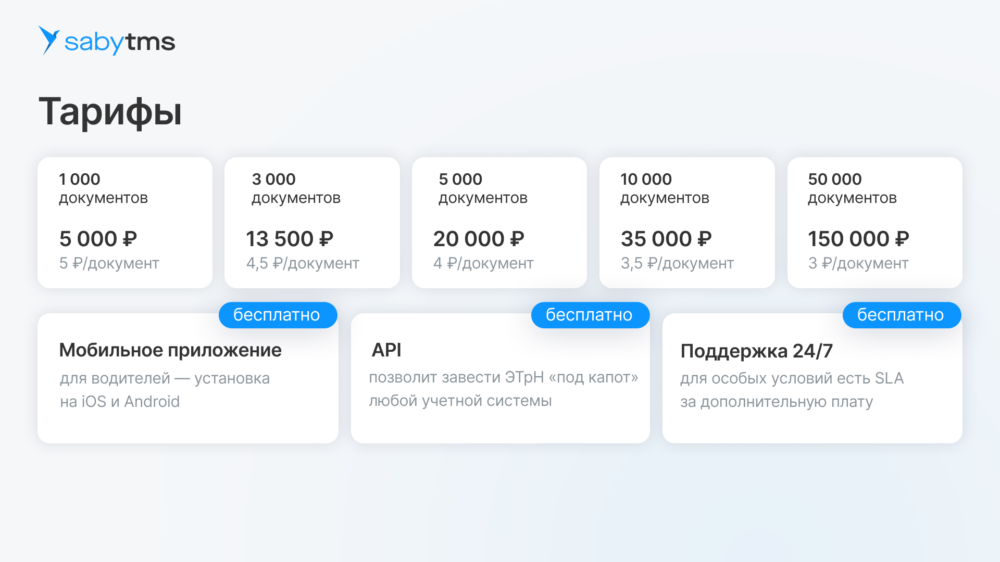 sabytms
Тарифы
1 000
документов
5 000 ₽
5 ₽/документ
3 000
документов
13 500 ₽
4,5 ₽/документ
5 000
документов
20 000 ₽
4 ₽/документ
10 000
документов
35 000 ₽
3,5 ₽/документ
50 000
документов
150 000 ₽
3 ₽/документ
бесплатно
Мобильное приложение
для водителей — установка
на iOS и Android
бесплатно
API
позволит завести ЭТрН «под капот»
любой учетной системы
бесплатно
Поддержка 24/7
для особых условий есть SLA
за дополнительную плату